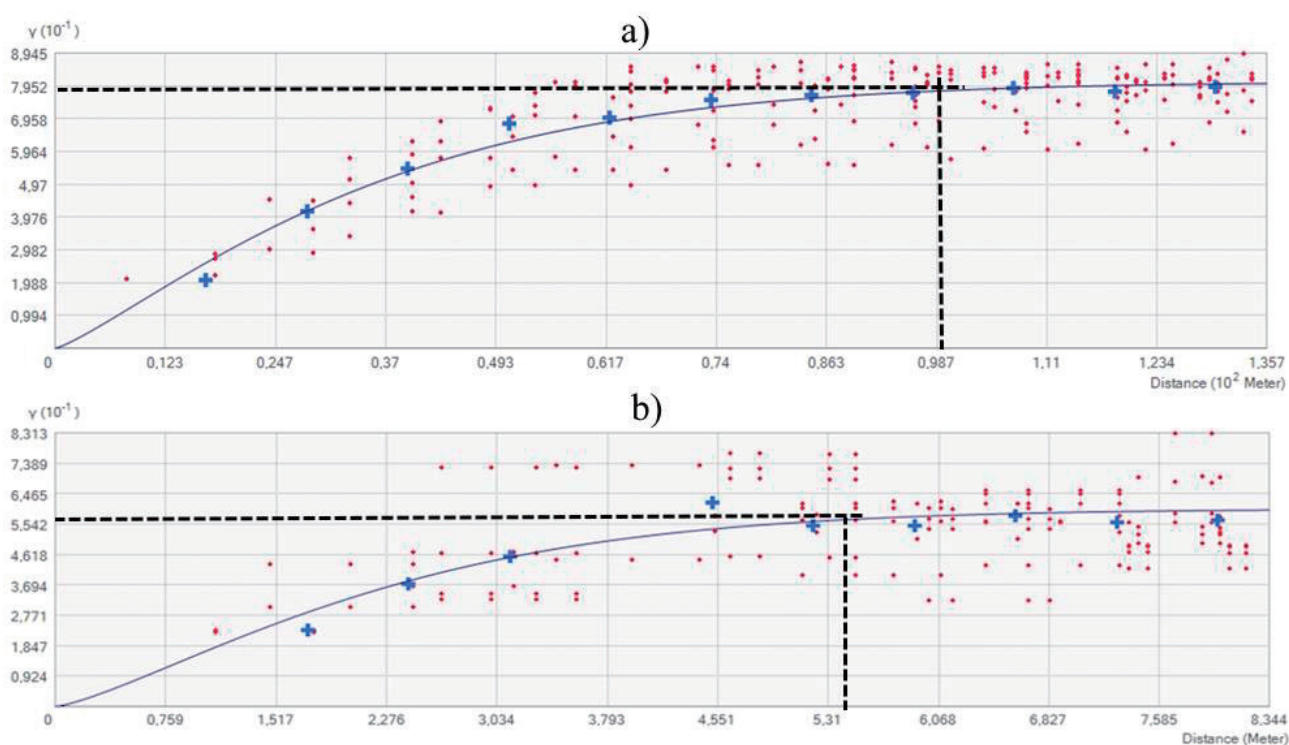 a)
γ (10⁻¹)
8,945
7,952
6,958
5,964
4,97
3,976
2,982
1,988
0,994
0 0,123 0,247 0,37 0,493 0,617 0,74 0,863 0,987 1,11 1,234 1,357
Distance (10² Meter)
b)
γ (10⁻¹)
8,313
7,389
6,465
5,542
4,618
3,694
2,771
1,847
0,924
0 0,759 1,517 2,276 3,034 3,793 4,551 5,31 6,068 6,827 7,585 8,344
Distance (Meter)